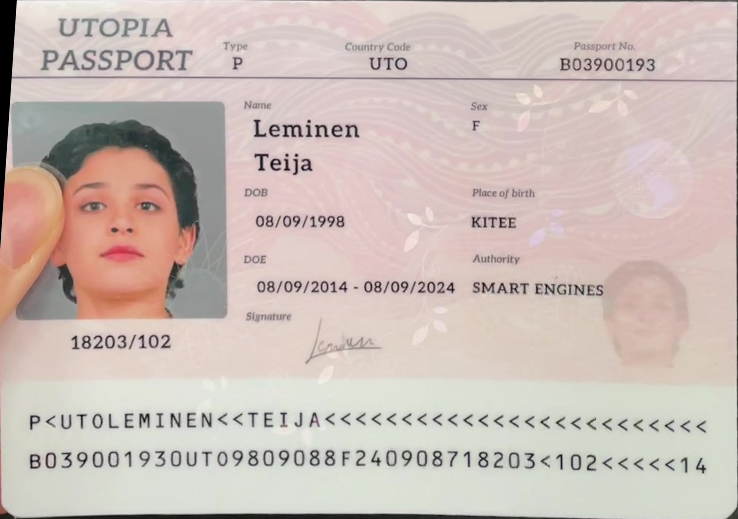 UTOPIA
PASSPORT
Type
P
Country Code
UTO
Passport No.
B03900193
Name
Leminen
Teija
Sex
F
DOB
08/09/1998
Place of birth
KITEE
DOE
08/09/2014 - 08/09/2024
Authority
SMART ENGINES
Signature
18203/102
P<UTOLEMINEN<<TEIJA<<<<<<<<<<<<<<<<<<<<<<<<<
B039001930UTO9809088F240908718203<102<<<<<14